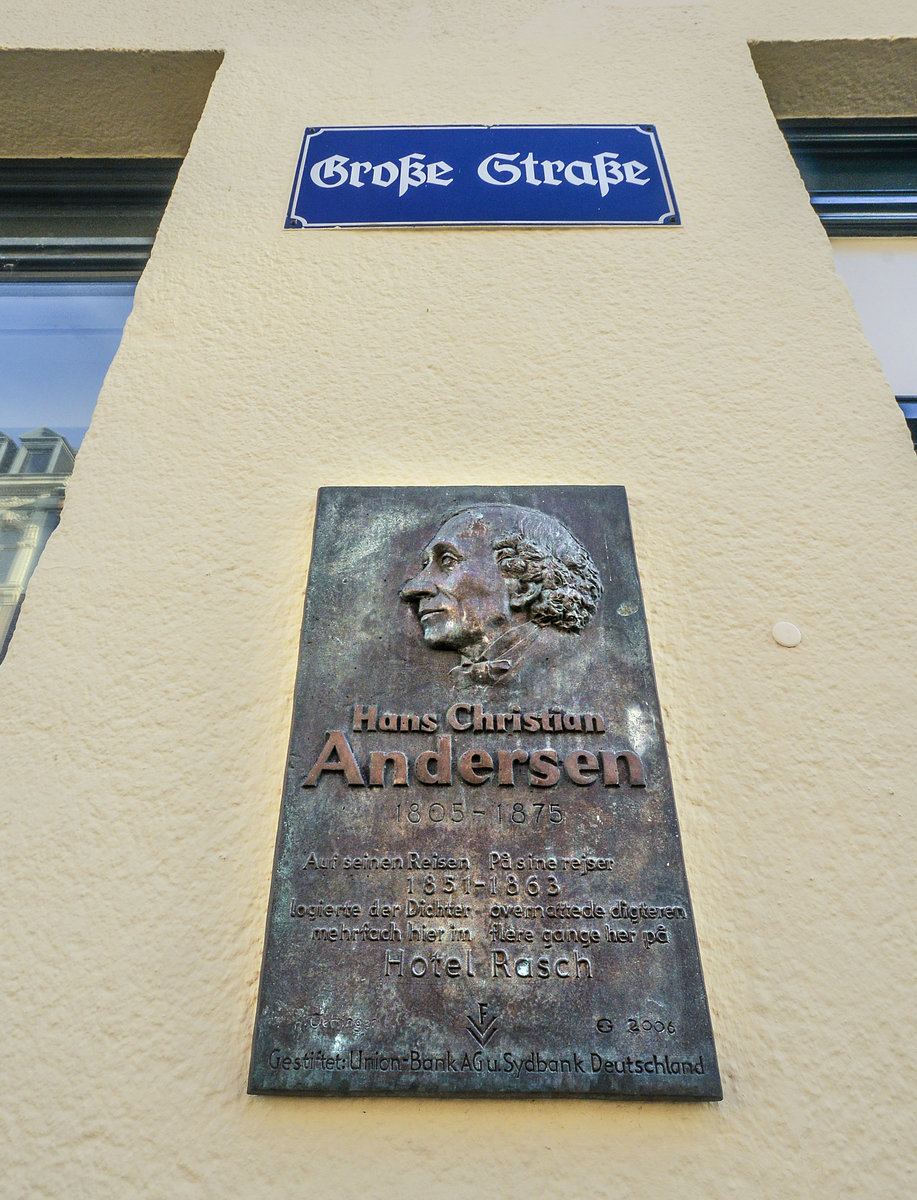 Große Straße
Hans Christian
Andersen
1805-1875
Auf seinen Reisen På sine rejser
1851-1863
logierte der Dichter overnattede digteren
mehrfach hier im flere gange her på
Hotel Rasch
F
G 2006
Gestiftet: Union-Bank AG u. Sydbank Deutschland